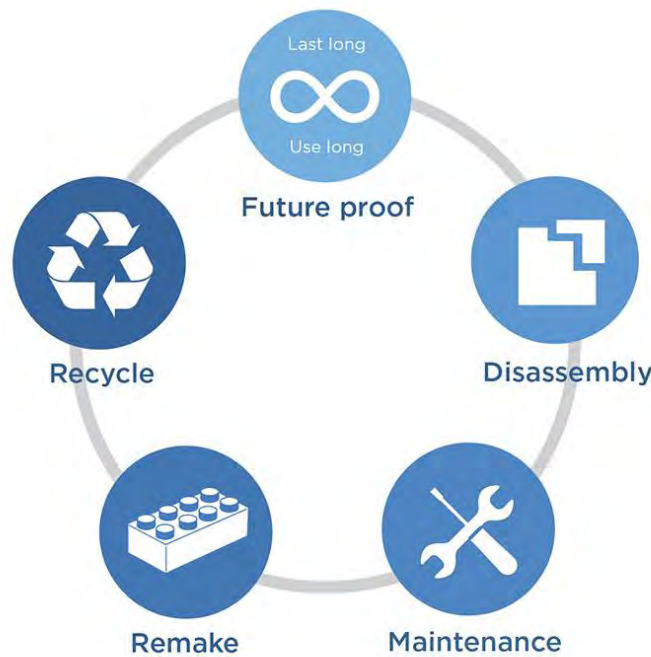 Last long
Use long
Future proof
Disassembly
Maintenance
Remake
Recycle